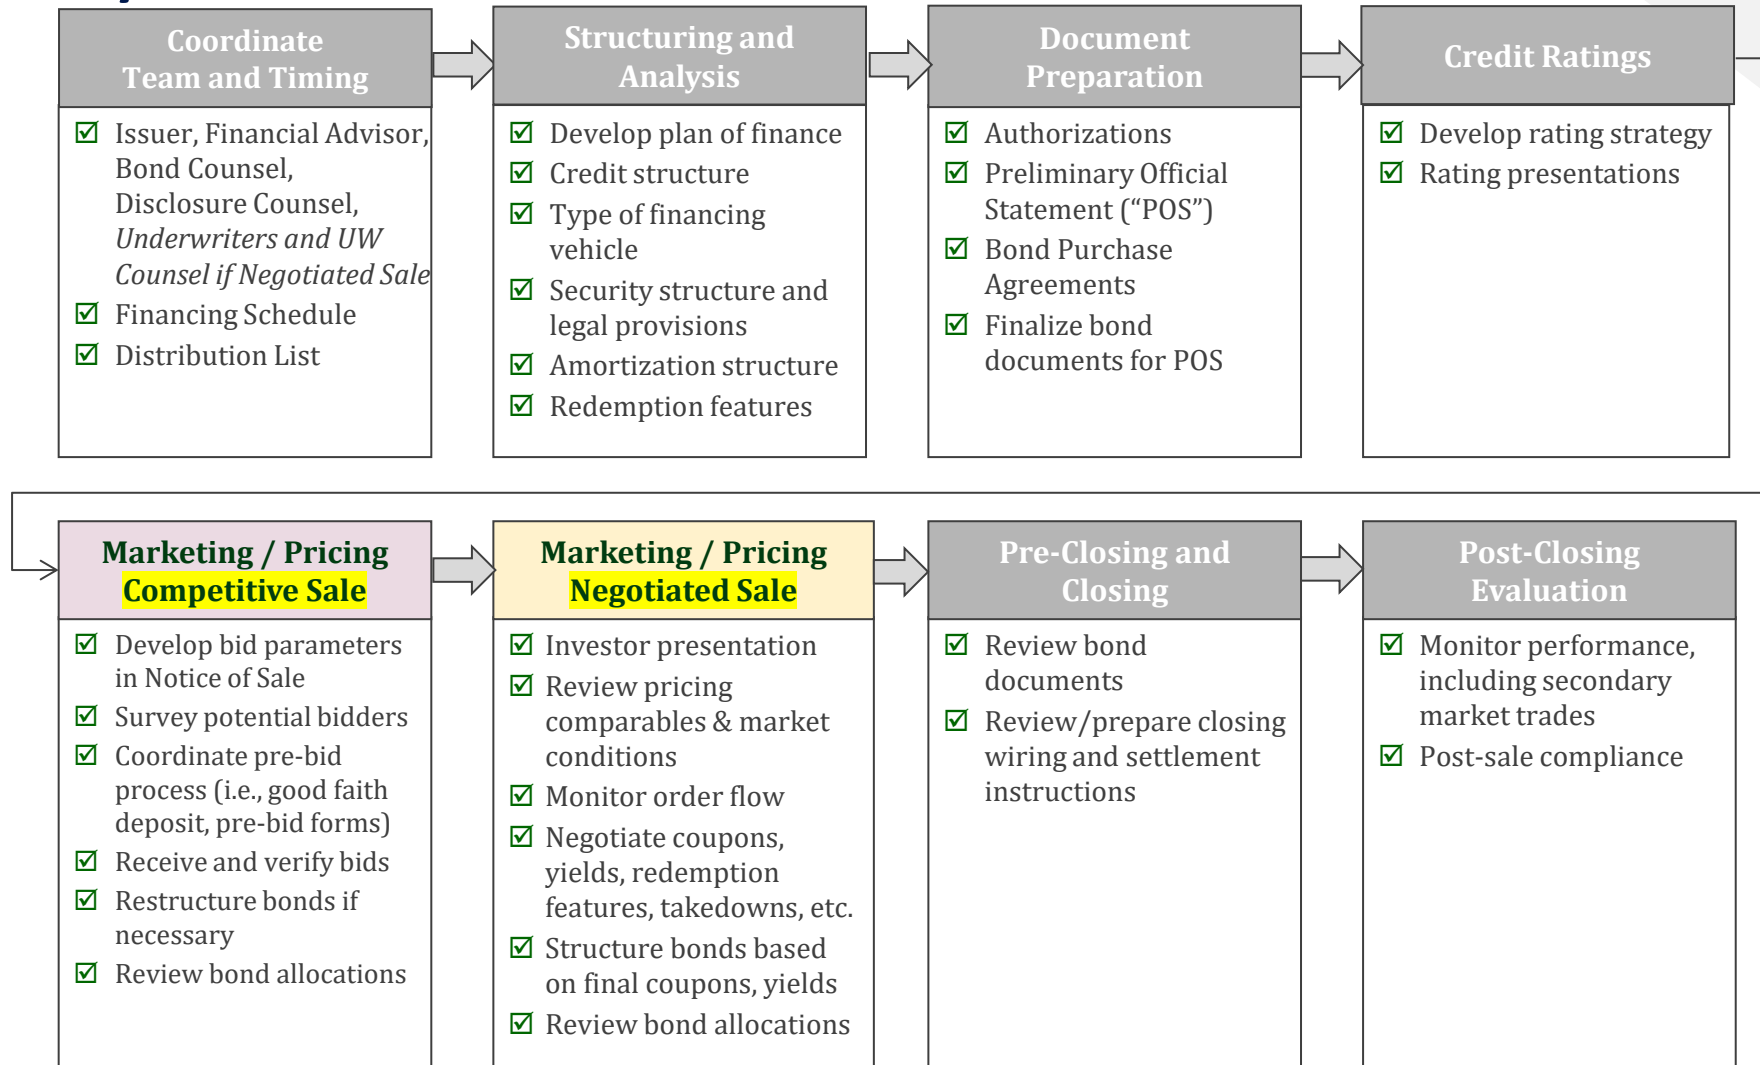 Coordinate
Team and Timing
Issuer, Financial Advisor,
Bond Counsel,
Disclosure Counsel,
Underwriters and UW
Counsel if Negotiated Sale
Financing Schedule
Distribution List
Structuring and
Analysis
Develop plan of finance
Credit structure
Type of financing
vehicle
Security structure and
legal provisions
Amortization structure
Redemption features
Document
Preparation
Authorizations
Preliminary Official
Statement (“POS”)
Bond Purchase
Agreements
Finalize bond
documents for POS
Credit Ratings
Develop rating strategy
Rating presentations
Marketing / Pricing
Competitive Sale
Develop bid parameters
in Notice of Sale
Survey potential bidders
Coordinate pre-bid
process (i.e., good faith
deposit, pre-bid forms)
Receive and verify bids
Restructure bonds if
necessary
Review bond allocations
Marketing / Pricing
Negotiated Sale
Investor presentation
Review pricing
comparables & market
conditions
Monitor order flow
Negotiate coupons,
yields, redemption
features, takedowns, etc.
Structure bonds based
on final coupons, yields
Review bond allocations
Pre-Closing and
Closing
Review bond
documents
Review/prepare closing
wiring and settlement
instructions
Post-Closing
Evaluation
Monitor performance,
including secondary
market trades
Post-sale compliance